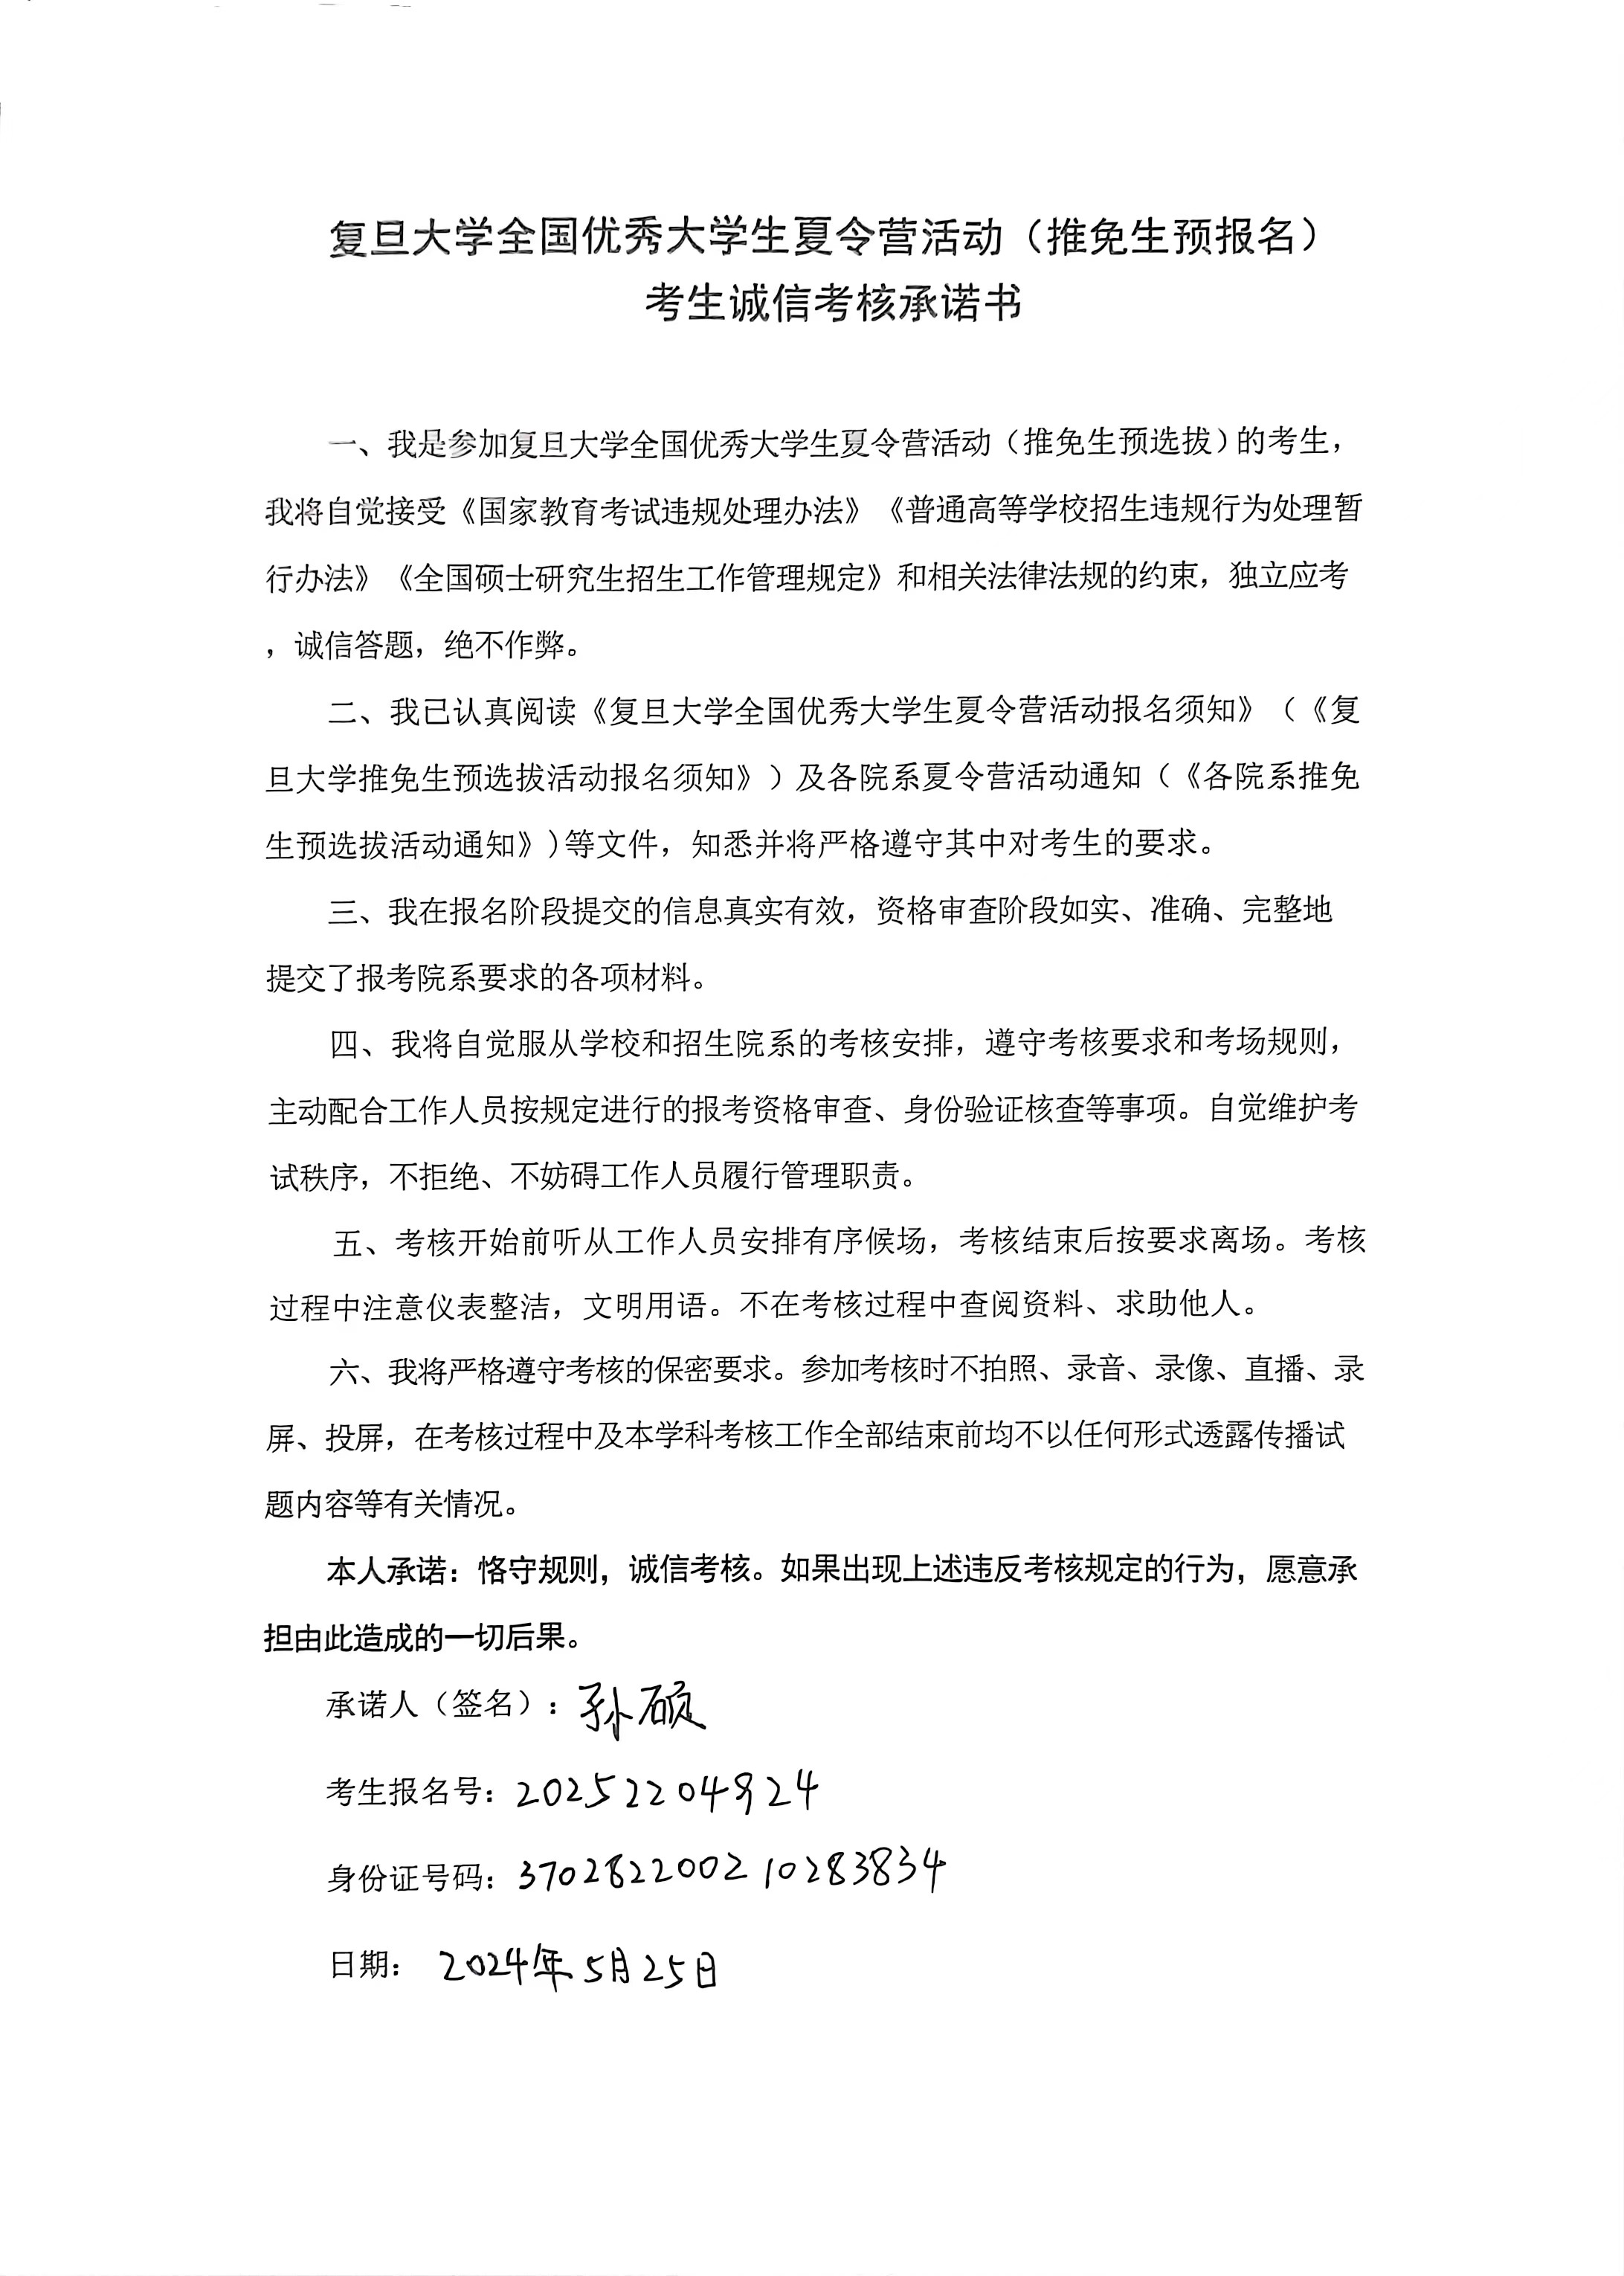 复旦大学全国优秀大学生夏令营活动（推免生预报名）
考生诚信考核承诺书
一、我是参加复旦大学全国优秀大学生夏令营活动（推免生预选拔）的考生，
我将自觉接受《国家教育考试违规处理办法》《普通高等学校招生违规行为处理暂
行办法》《全国硕士研究生招生工作管理规定》和相关法律法规的约束，独立应考
，诚信答题，绝不作弊。
二、我已认真阅读《复旦大学全国优秀大学生夏令营活动报名须知》（《复
旦大学推免生预选拔活动报名须知》）及各院系夏令营活动通知（《各院系推免
生预选拔活动通知》)等文件，知悉并将严格遵守其中对考生的要求。
三、我在报名阶段提交的信息真实有效，资格审查阶段如实、准确、完整地
提交了报考院系要求的各项材料。
四、我将自觉服从学校和招生院系的考核安排，遵守考核要求和考场规则，
主动配合工作人员按规定进行的报考资格审查、身份验证核查等事项。自觉维护考
试秩序，不拒绝、不妨碍工作人员履行管理职责。
五、考核开始前听从工作人员安排有序候场，考核结束后按要求离场。考核
过程中注意仪表整洁，文明用语。不在考核过程中查阅资料、求助他人。
六、我将严格遵守考核的保密要求。参加考核时不拍照、录音、录像、直播、录
屏、投屏，在考核过程中及本学科考核工作全部结束前均不以任何形式透露传播试
题内容等有关情况。
本人承诺：恪守规则，诚信考核。如果出现上述违反考核规定的行为，愿意承
担由此造成的一切后果。
承诺人（签名）：孙硕
考生报名号：20252204924
身份证号码：370282200210283834
日期： 2024年5月25日